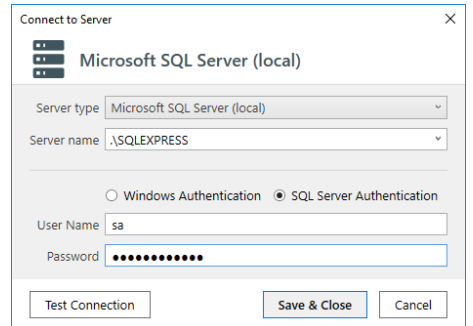 Connect to Server
Microsoft SQL Server (local)
Server type Microsoft SQL Server (local)
Server name .\SQLEXPRESS
Windows Authentication SQL Server Authentication
User Name sa
Password ●●●●●●●●●●●●
Test Connection Save & Close Cancel